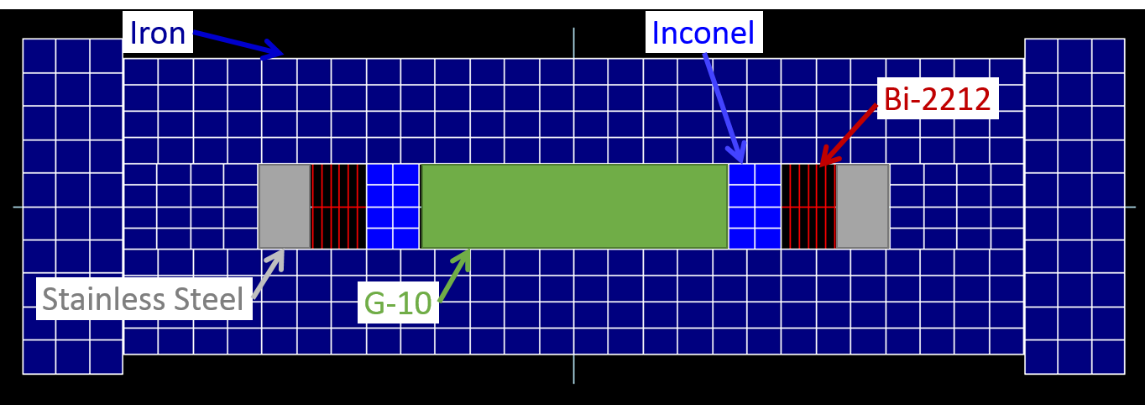 Iron
Inconel
Bi-2212
Stainless Steel
G-10